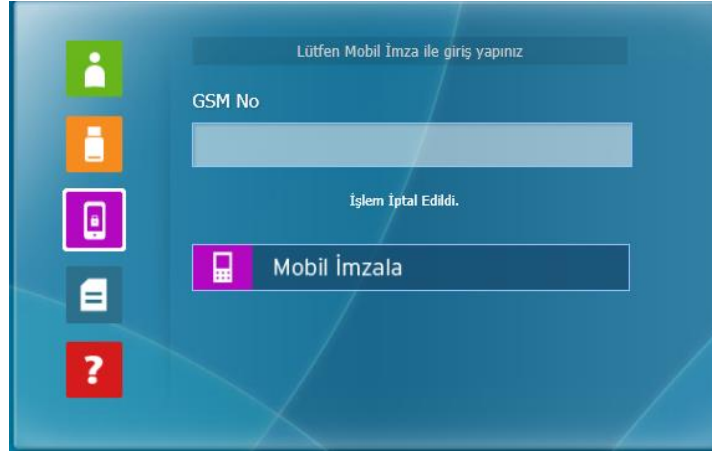 Lütfen Mobil İmza ile giriş yapınız
GSM No
İşlem İptal Edildi.
Mobil İmzala
?